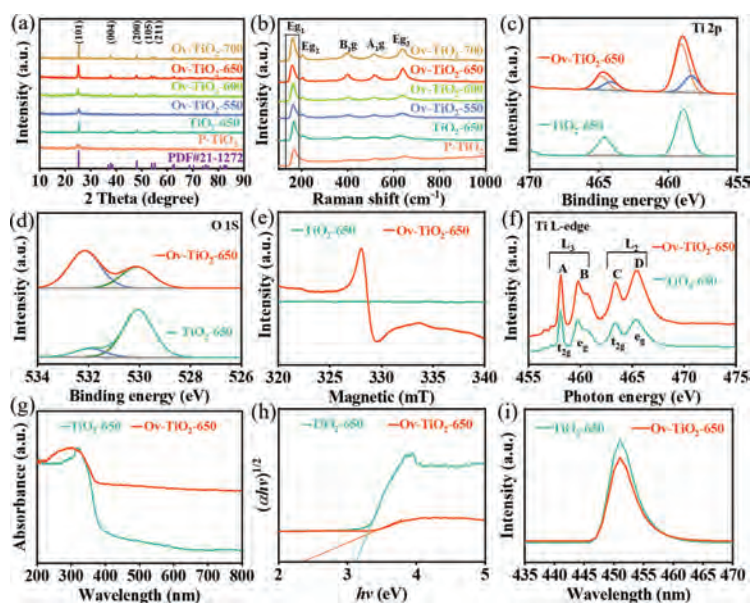 (a)
(101)
(004)
(200)
(105)
(211)
Ov-TiO2-700
Ov-TiO2-650
Ov-TiO2-600
Ov-TiO2-550
TiO2-650
P-TiO2
PDF#21-1272
Intensity (a.u.)
10 20 30 40 50 60 70 80 90
2 Theta (degree)
(b)
Eg1
Eg2
B1g
A1g
Eg3
Ov-TiO2-700
Ov-TiO2-650
Ov-TiO2-600
Ov-TiO2-550
TiO2-650
P-TiO2
Intensity (a.u.)
200 400 600 800 1000
Raman shift (cm-1)
(c)
Ti 2p
Ov-TiO2-650
TiO2-650
Intensity (a.u.)
470 465 460 455
Binding energy (eV)
(d)
O 1S
Ov-TiO2-650
TiO2-650
Intensity (a.u.)
534 532 530 528 526
Binding energy (eV)
(e)
TiO2-650
Ov-TiO2-650
Intensity (a.u.)
320 325 330 335 340
Magnetic (mT)
(f)
Ti L-edge
L3
L2
Ov-TiO2-650
TiO2-650
A
B
C
D
t2g
eg
t2g
eg
Intensity (a.u.)
455 460 465 470 475
Photon energy (eV)
(g)
TiO2-650
Ov-TiO2-650
Absorbance (a.u.)
200 300 400 500 600 700 800
Wavelength (nm)
(h)
TiO2-650
Ov-TiO2-650
(αhν)1/2
2 3 4 5
hν (eV)
(i)
TiO2-650
Ov-TiO2-650
Intensity (a.u.)
435 440 445 450 455 460 465 470
Wavelength (nm)